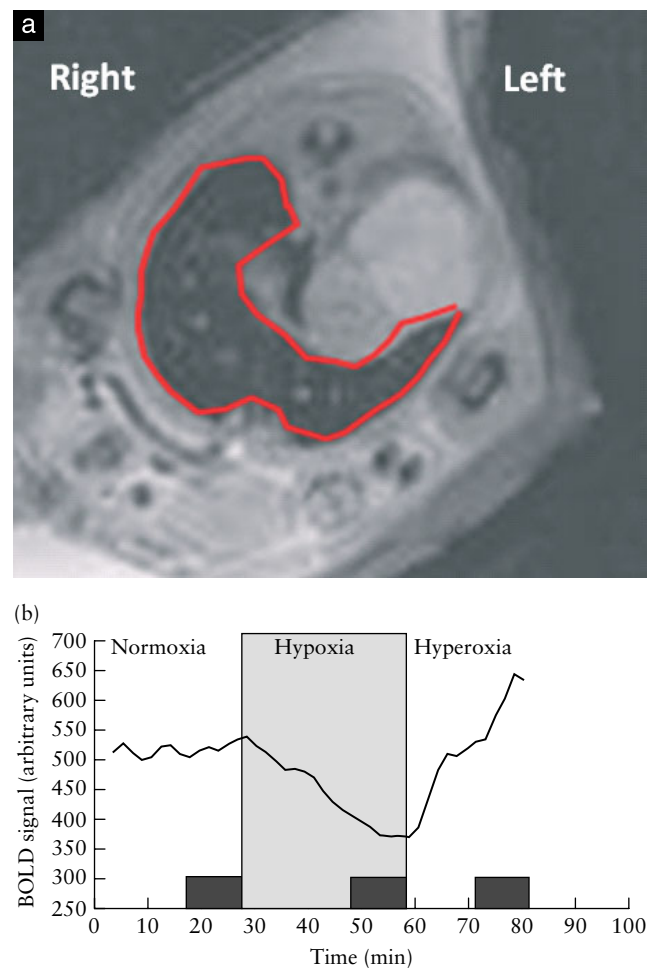 a
Right Left
(b)
BOLD signal (arbitrary units)
700
650
600
550
500
450
400
350
300
250
Normoxia Hypoxia Hyperoxia
0 10 20 30 40 50 60 70 80 90 100
Time (min)